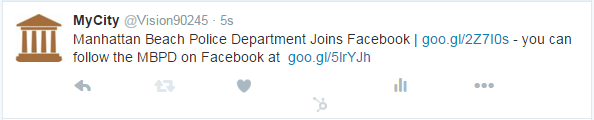 MyCity @Vision90245 · 5s
Manhattan Beach Police Department Joins Facebook | goo.gl/2Z7I0s - you can
follow the MBPD on Facebook at goo.gl/5IrYJh